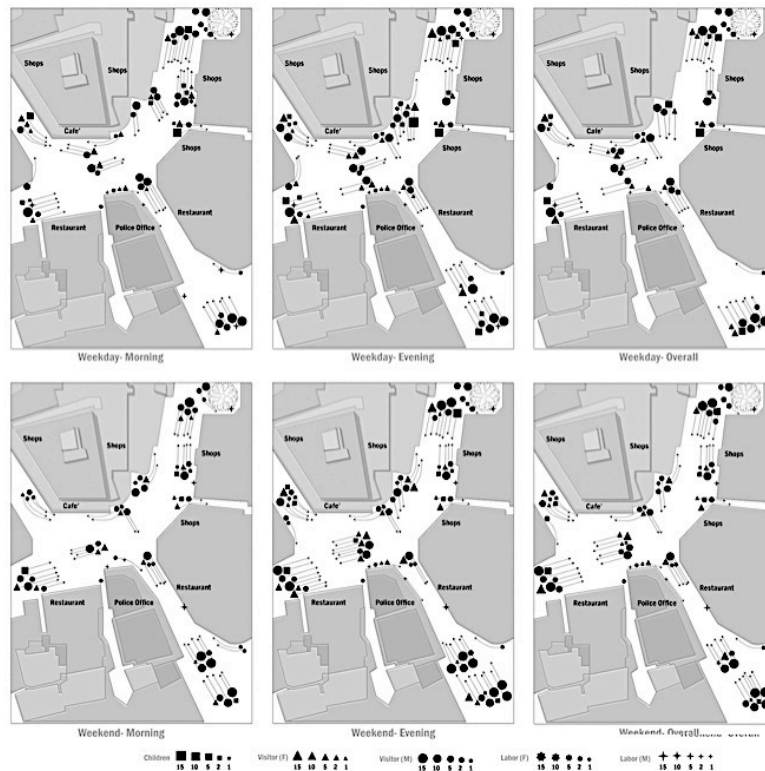 Shops
Shops
Shops
Cafe'
Shops
Restaurant
Restaurant
Police Office
Weekday- Morning
Shops
Shops
Shops
Cafe'
Shops
Restaurant
Restaurant
Police Office
Weekday- Evening
Shops
Shops
Shops
Cafe'
Shops
Restaurant
Restaurant
Police Office
Weekday- Overall
Shops
Shops
Shops
Cafe'
Shops
Restaurant
Restaurant
Police Office
Weekend- Morning
Shops
Shops
Shops
Cafe'
Shops
Restaurant
Restaurant
Police Office
Weekend- Evening
Shops
Shops
Shops
Cafe'
Shops
Restaurant
Restaurant
Police Office
Weekend- Overall
Children
15 10 5 2 1
Visitor (F)
15 10 5 2 1
Visitor (M)
15 10 5 2 1
Labor (F)
15 10 5 2 1
Labor (M)
15 10 5 2 1